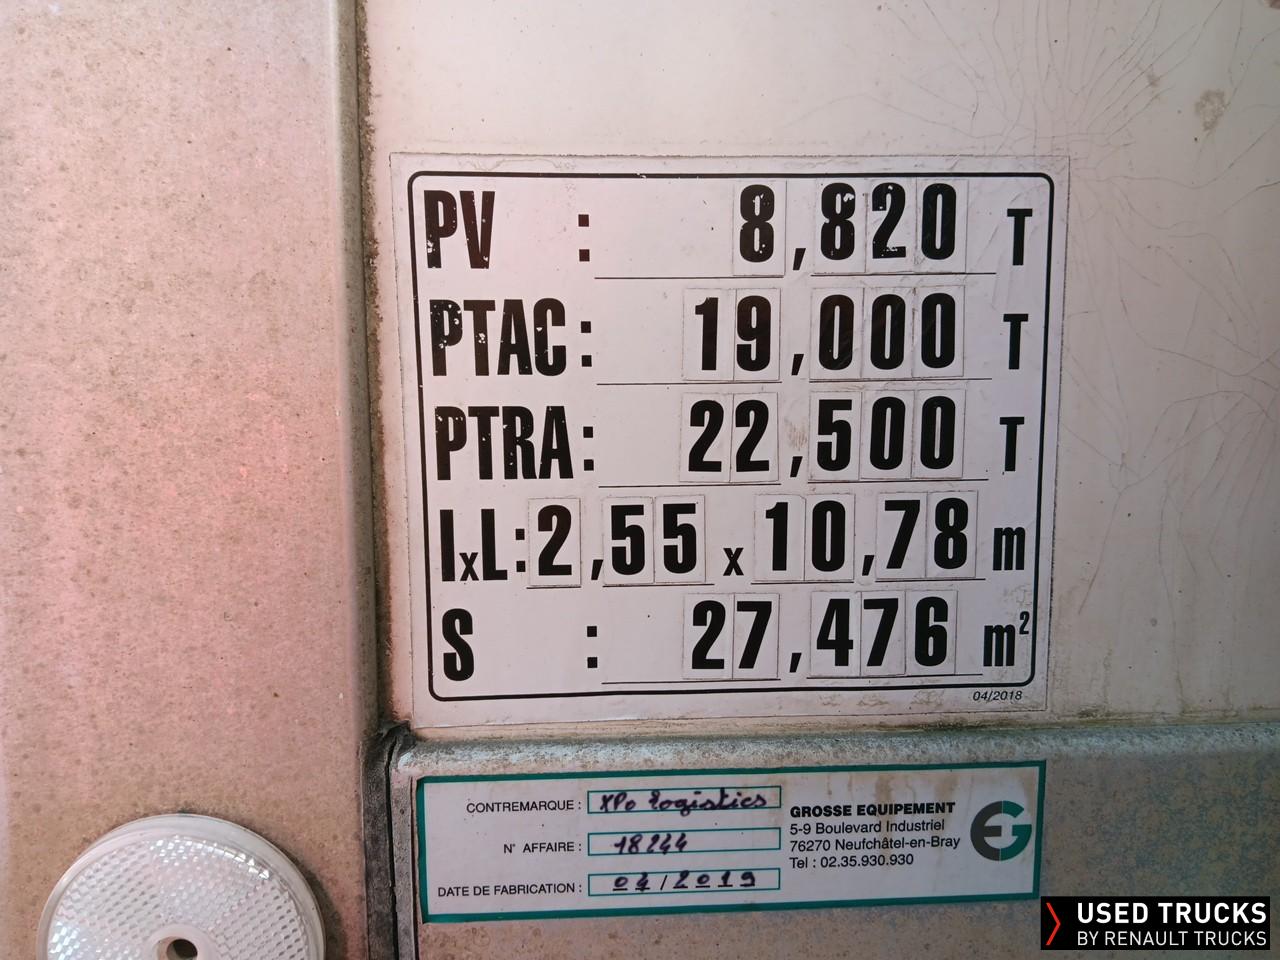 PV : 8,820 T
PTAC : 19,000 T
PTRA : 22,500 T
lxL : 2,55 x 10,78 m
S : 27,476 m²
04/2018
CONTREMARQUE : XPO Logistics
N° AFFAIRE : 18244
DATE DE FABRICATION : /2019
GROSSE EQUIPEMENT
5-9 Boulevard Industriel
76270 Neufchâtel-en-Bray
Tel : 02.35.930.930
EG
USED TRUCKS
BY RENAULT TRUCKS